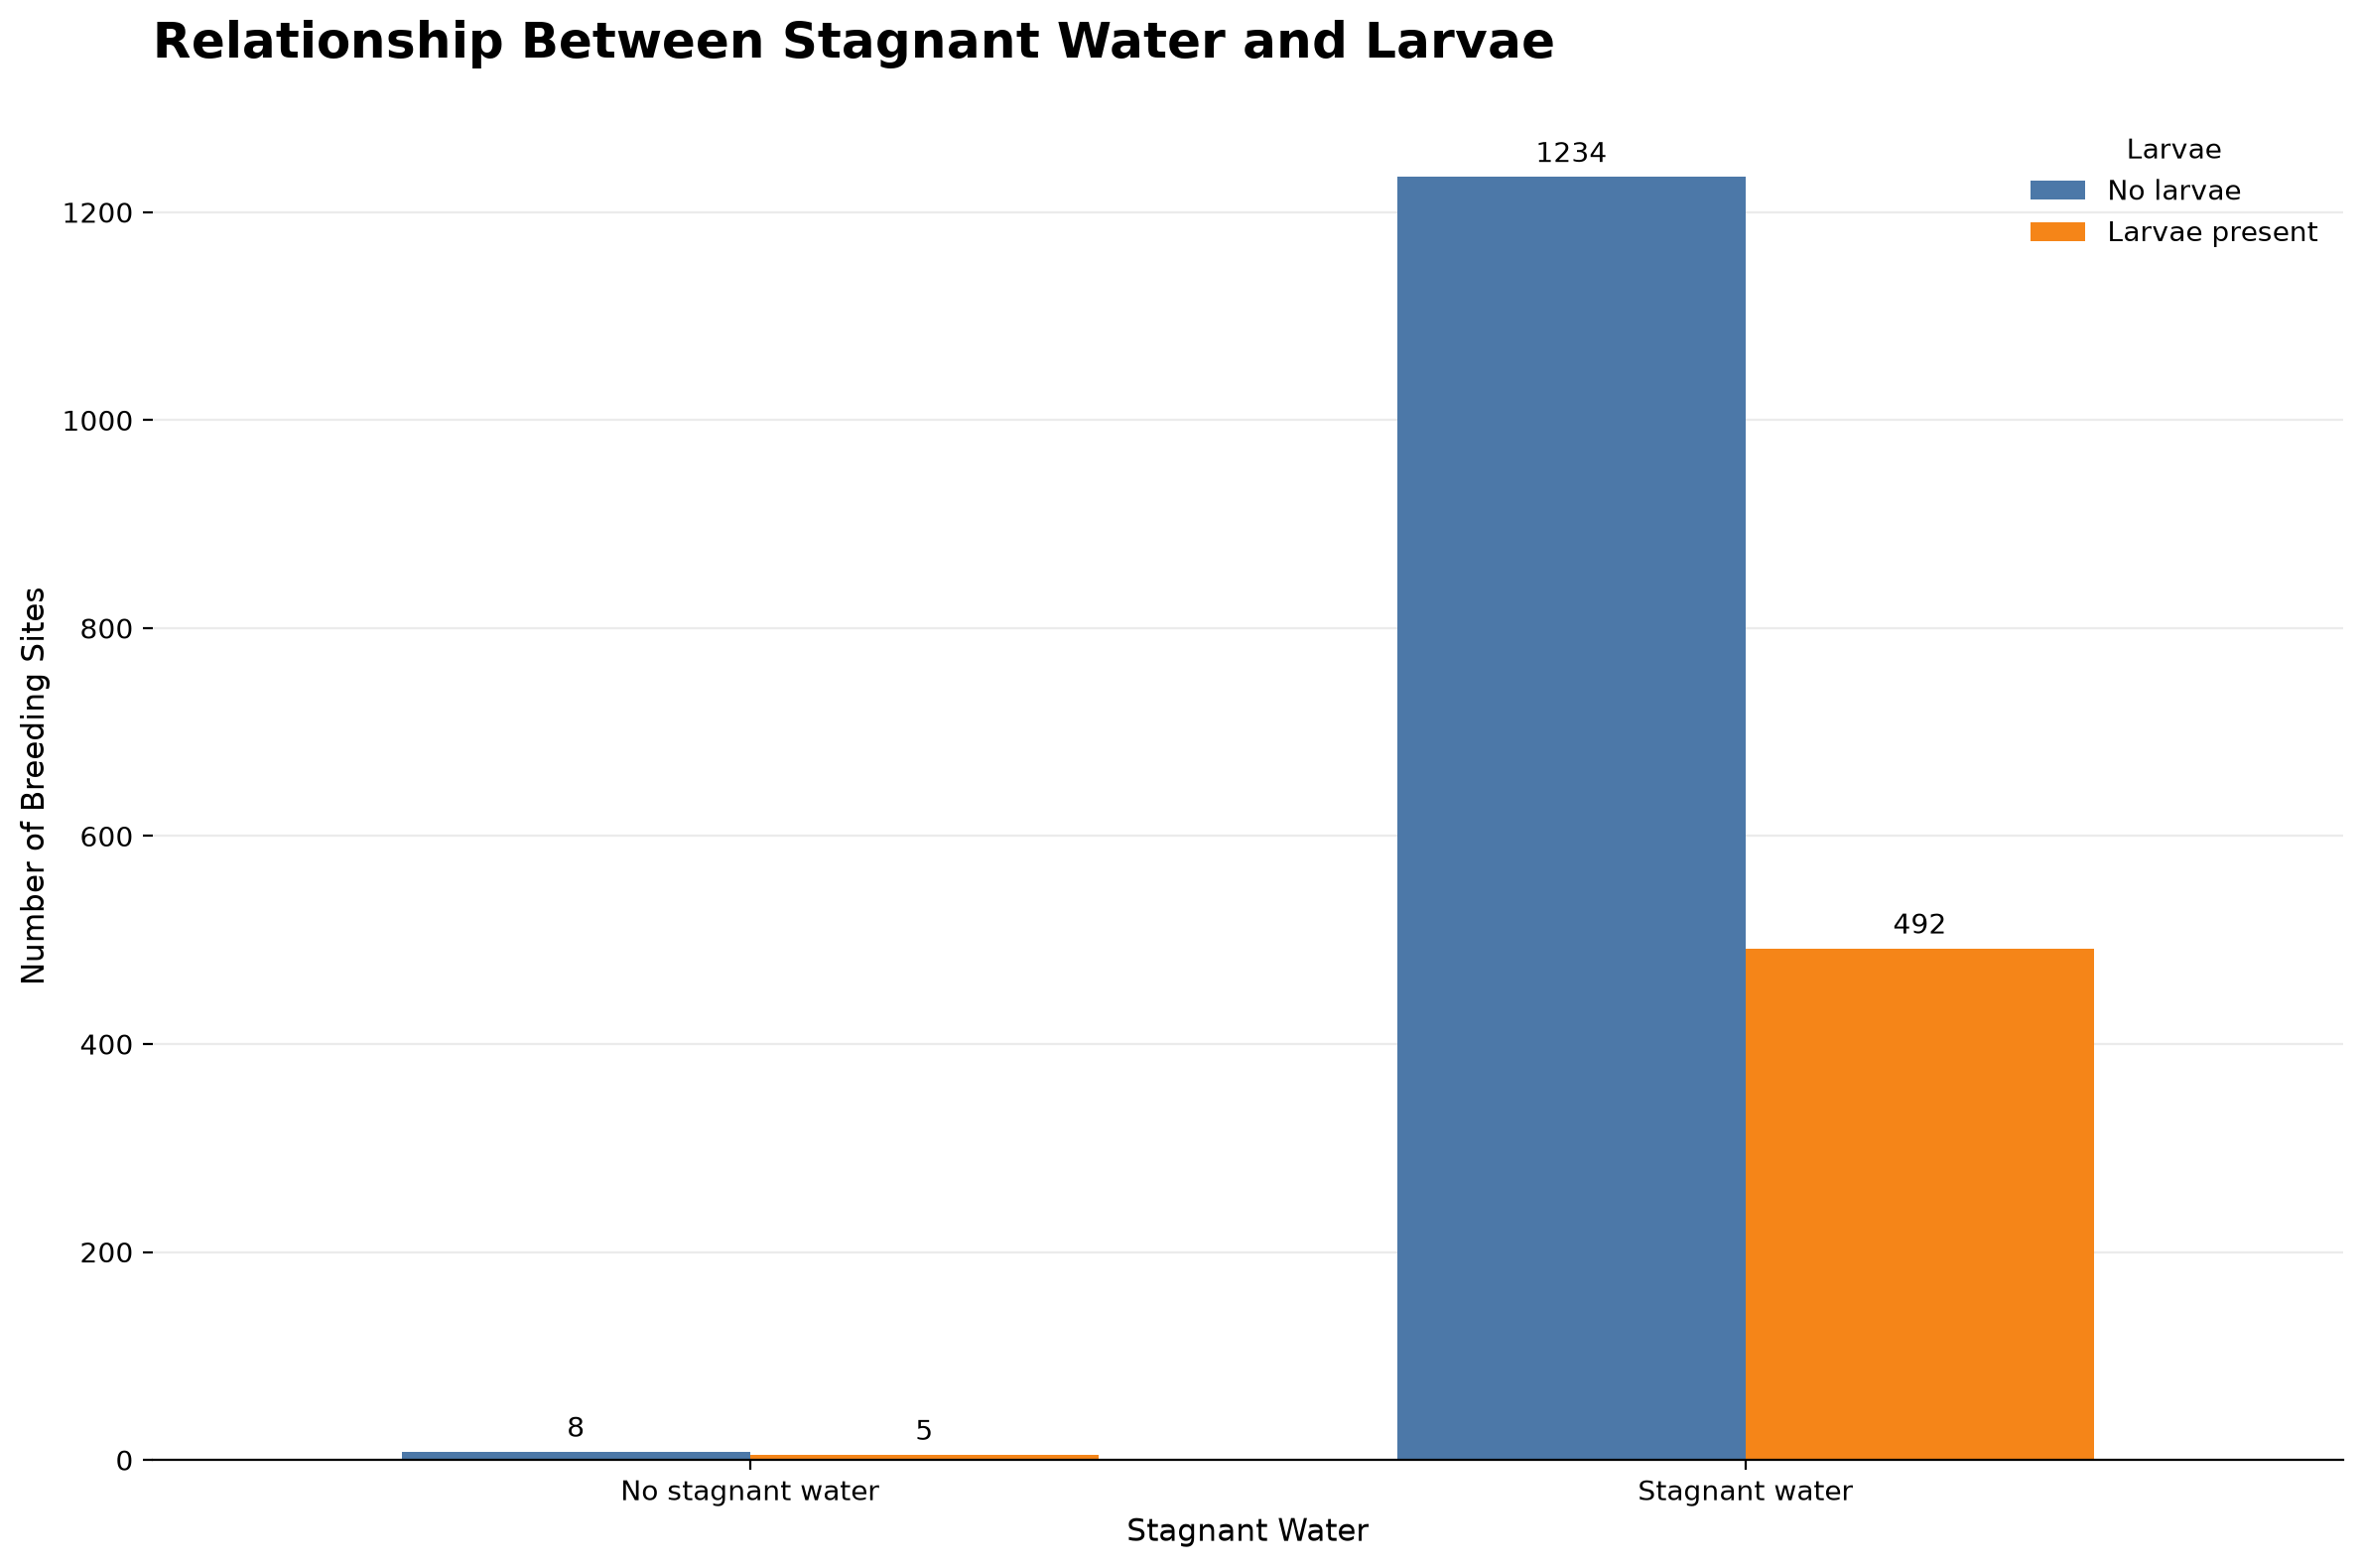 Relationship Between Stagnant Water and Larvae
Larvae
No larvae
Larvae present
1234
492
8
5
1200
1000
800
600
400
200
0
Number of Breeding Sites
No stagnant water
Stagnant water
Stagnant Water